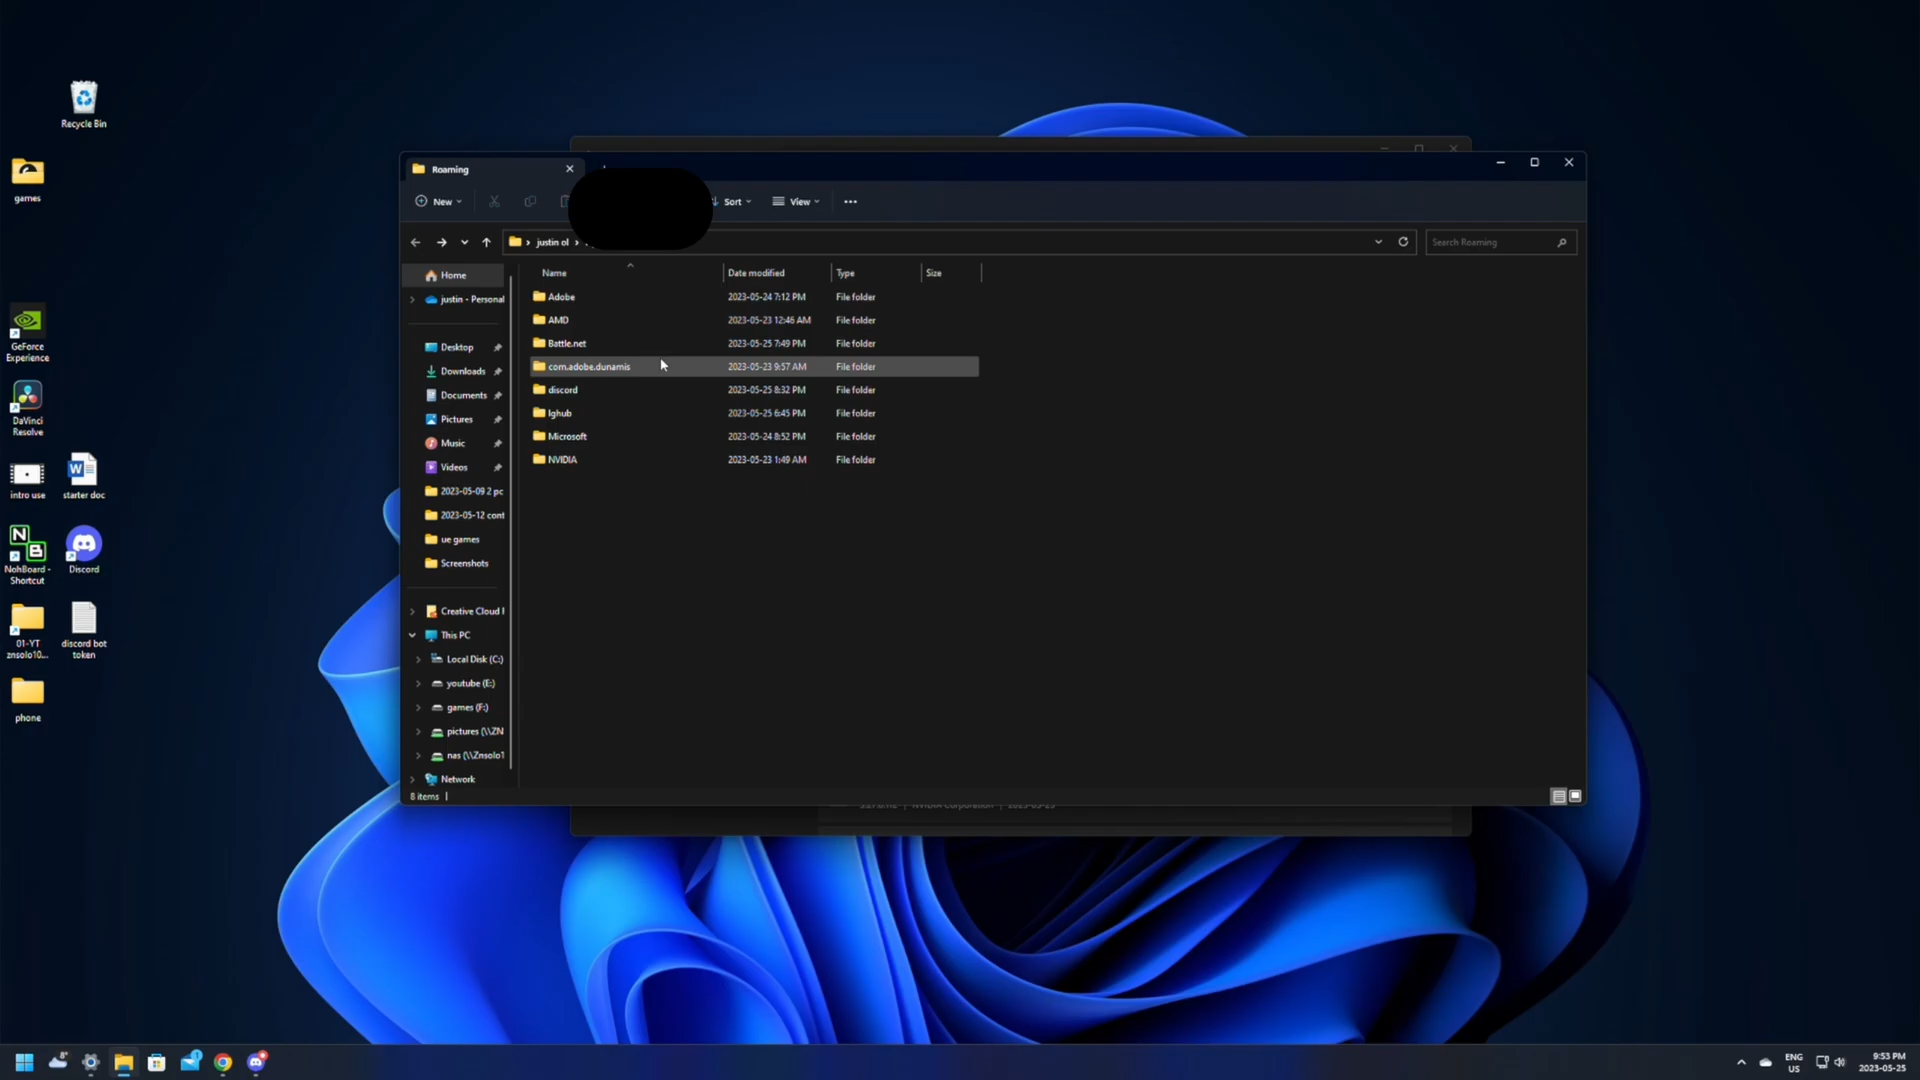 Recycle Bin
games
GeForce
Experience
DaVinci
Resolve
intro use
starter doc
NohBoard -
Shortcut
Discord
01-YT
znsolo10...
discord bot
token
phone
Roaming
New
Sort
View
justin ol
Search Roaming
Home
justin - Personal
Desktop
Downloads
Documents
Pictures
Music
Videos
2023-05-09 2 pc
2023-05-12 cont
ue games
Screenshots
Creative Cloud F
This PC
Local Disk (C:)
youtube (E:)
games (F:)
pictures (\\ZN
nas (\\Znsolo1
Network
8 items
Name Date modified Type Size
Adobe 2023-05-24 7:12 PM File folder
AMD 2023-05-23 12:46 AM File folder
Battle.net 2023-05-25 7:49 PM File folder
com.adobe.dunamis 2023-05-23 9:57 AM File folder
discord 2023-05-25 8:32 PM File folder
lghub 2023-05-25 6:45 PM File folder
Microsoft 2023-05-24 8:52 PM File folder
NVIDIA 2023-05-23 1:49 AM File folder
8°
ENG
US
9:53 PM
2023-05-25